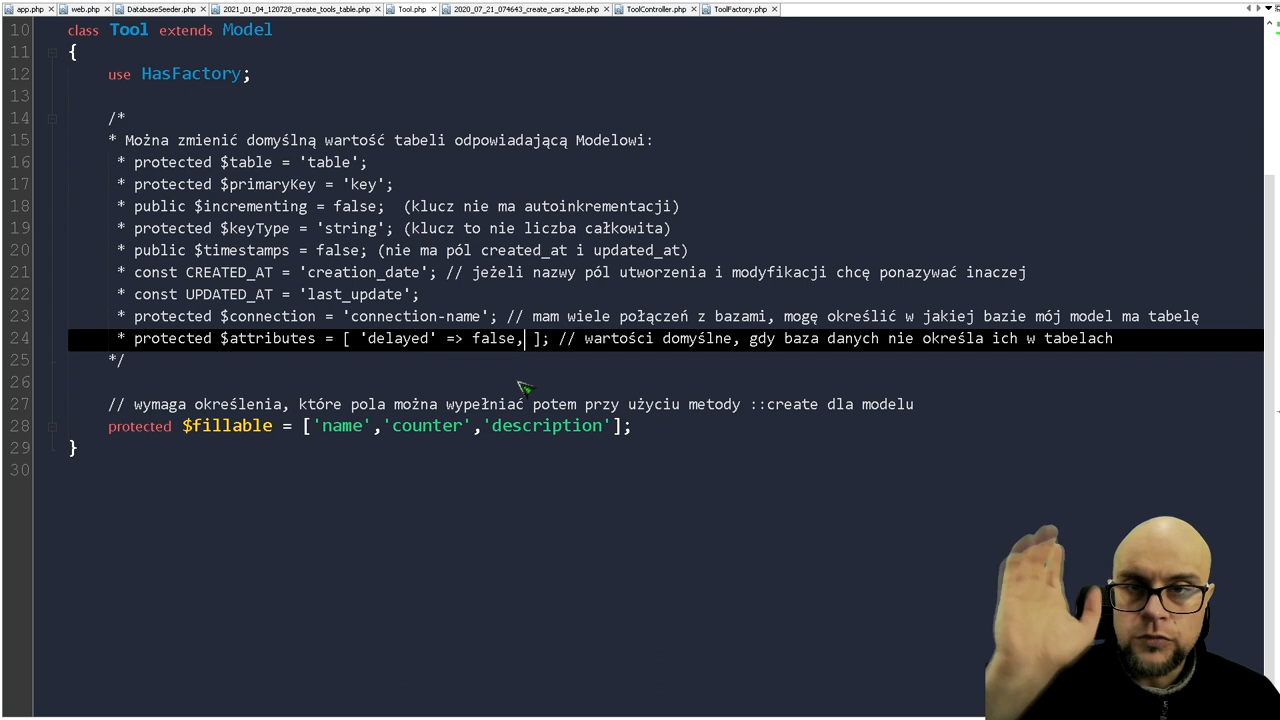 app.php
web.php
DatabaseSeeder.php
2021_01_04_120728_create_tools_table.php
Tool.php
2020_07_21_074643_create_cars_table.php
ToolController.php
ToolFactory.php
10 class Tool extends Model
11 {
12 use HasFactory;
13
14 /*
15 * Można zmienić domyślną wartość tabeli odpowiadającą Modelowi:
16 * protected $table = 'table';
17 * protected $primaryKey = 'key';
18 * public $incrementing = false; (klucz nie ma autoinkrementacji)
19 * protected $keyType = 'string'; (klucz to nie liczba całkowita)
20 * public $timestamps = false; (nie ma pól created_at i updated_at)
21 * const CREATED_AT = 'creation_date'; // jeżeli nazwy pól utworzenia i modyfikacji chcę ponazywać inaczej
22 * const UPDATED_AT = 'last_update';
23 * protected $connection = 'connection-name'; // mam wiele połączeń z bazami, mogę określić w jakiej bazie mój model ma tabelę
24 * protected $attributes = [ 'delayed' => false, ]; // wartości domyślne, gdy baza danych nie określa ich w tabelach
25 */
26
27 // wymaga określenia, które pola można wypełniać potem przy użyciu metody ::create dla modelu
28 protected $fillable = ['name','counter','description'];
29 }
30